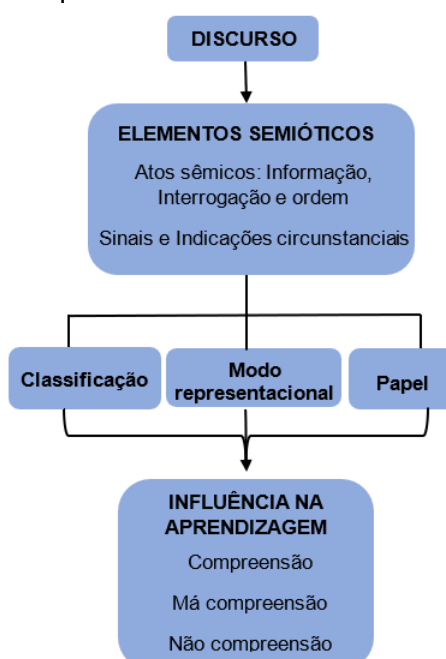 DISCURSO
ELEMENTOS SEMIÓTICOS
Atos sêmicos: Informação,
Interrogação e ordem
Sinais e Indicações circunstanciais
Classificação
Modo
representacional
Papel
INFLUÊNCIA NA
APRENDIZAGEM
Compreensão
Má compreensão
Não compreensão